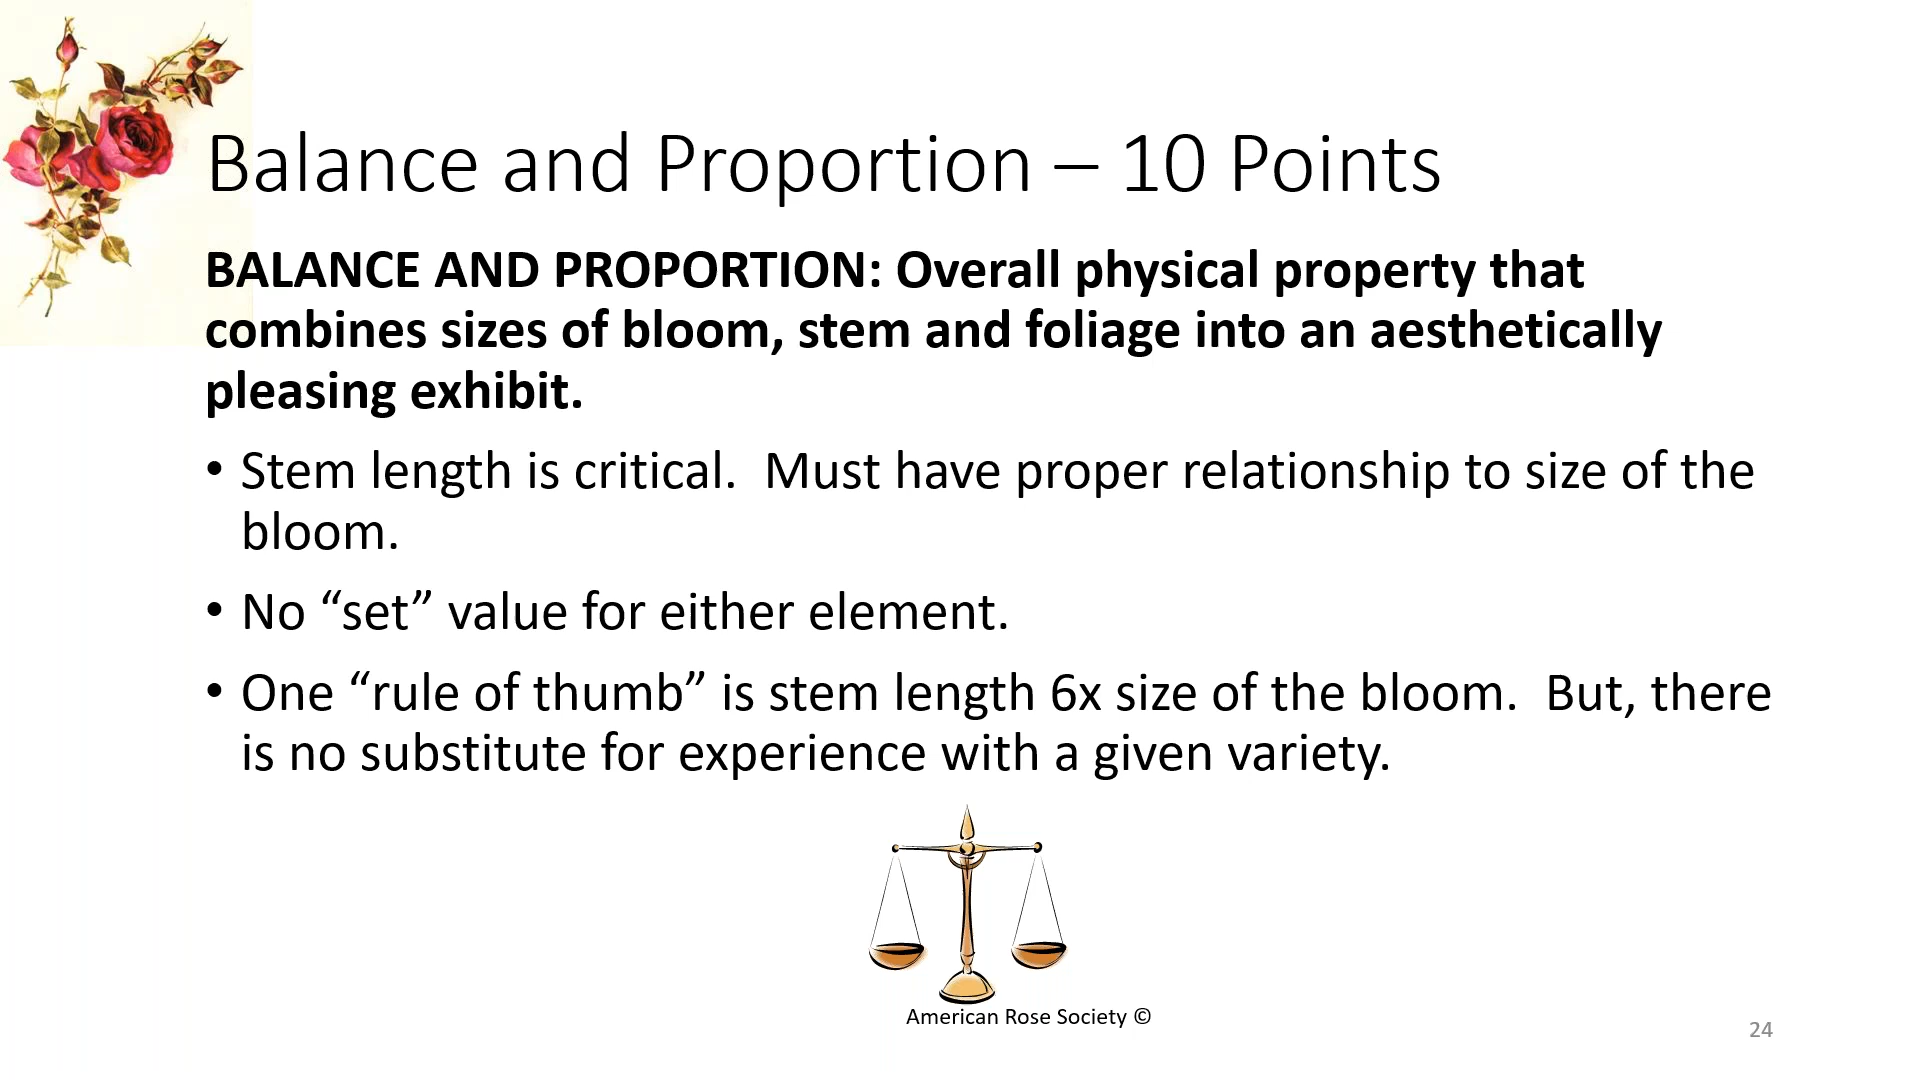 Balance and Proportion – 10 Points
BALANCE AND PROPORTION: Overall physical property that
combines sizes of bloom, stem and foliage into an aesthetically
pleasing exhibit.
• Stem length is critical.  Must have proper relationship to size of the
bloom.
• No “set” value for either element.
• One “rule of thumb” is stem length 6x size of the bloom.  But, there
is no substitute for experience with a given variety.
American Rose Society ©
24